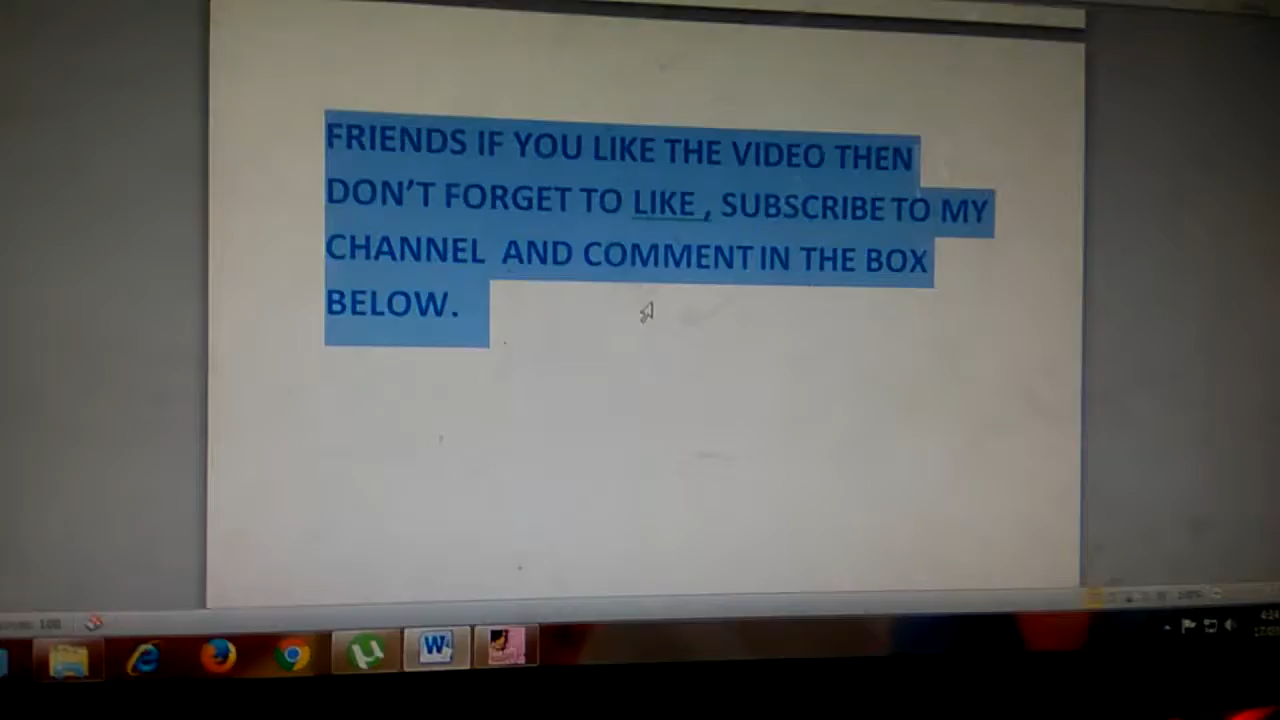 FRIENDS IF YOU LIKE THE VIDEO THEN
DON’T FORGET TO LIKE , SUBSCRIBE TO MY
CHANNEL AND COMMENT IN THE BOX
BELOW.
W